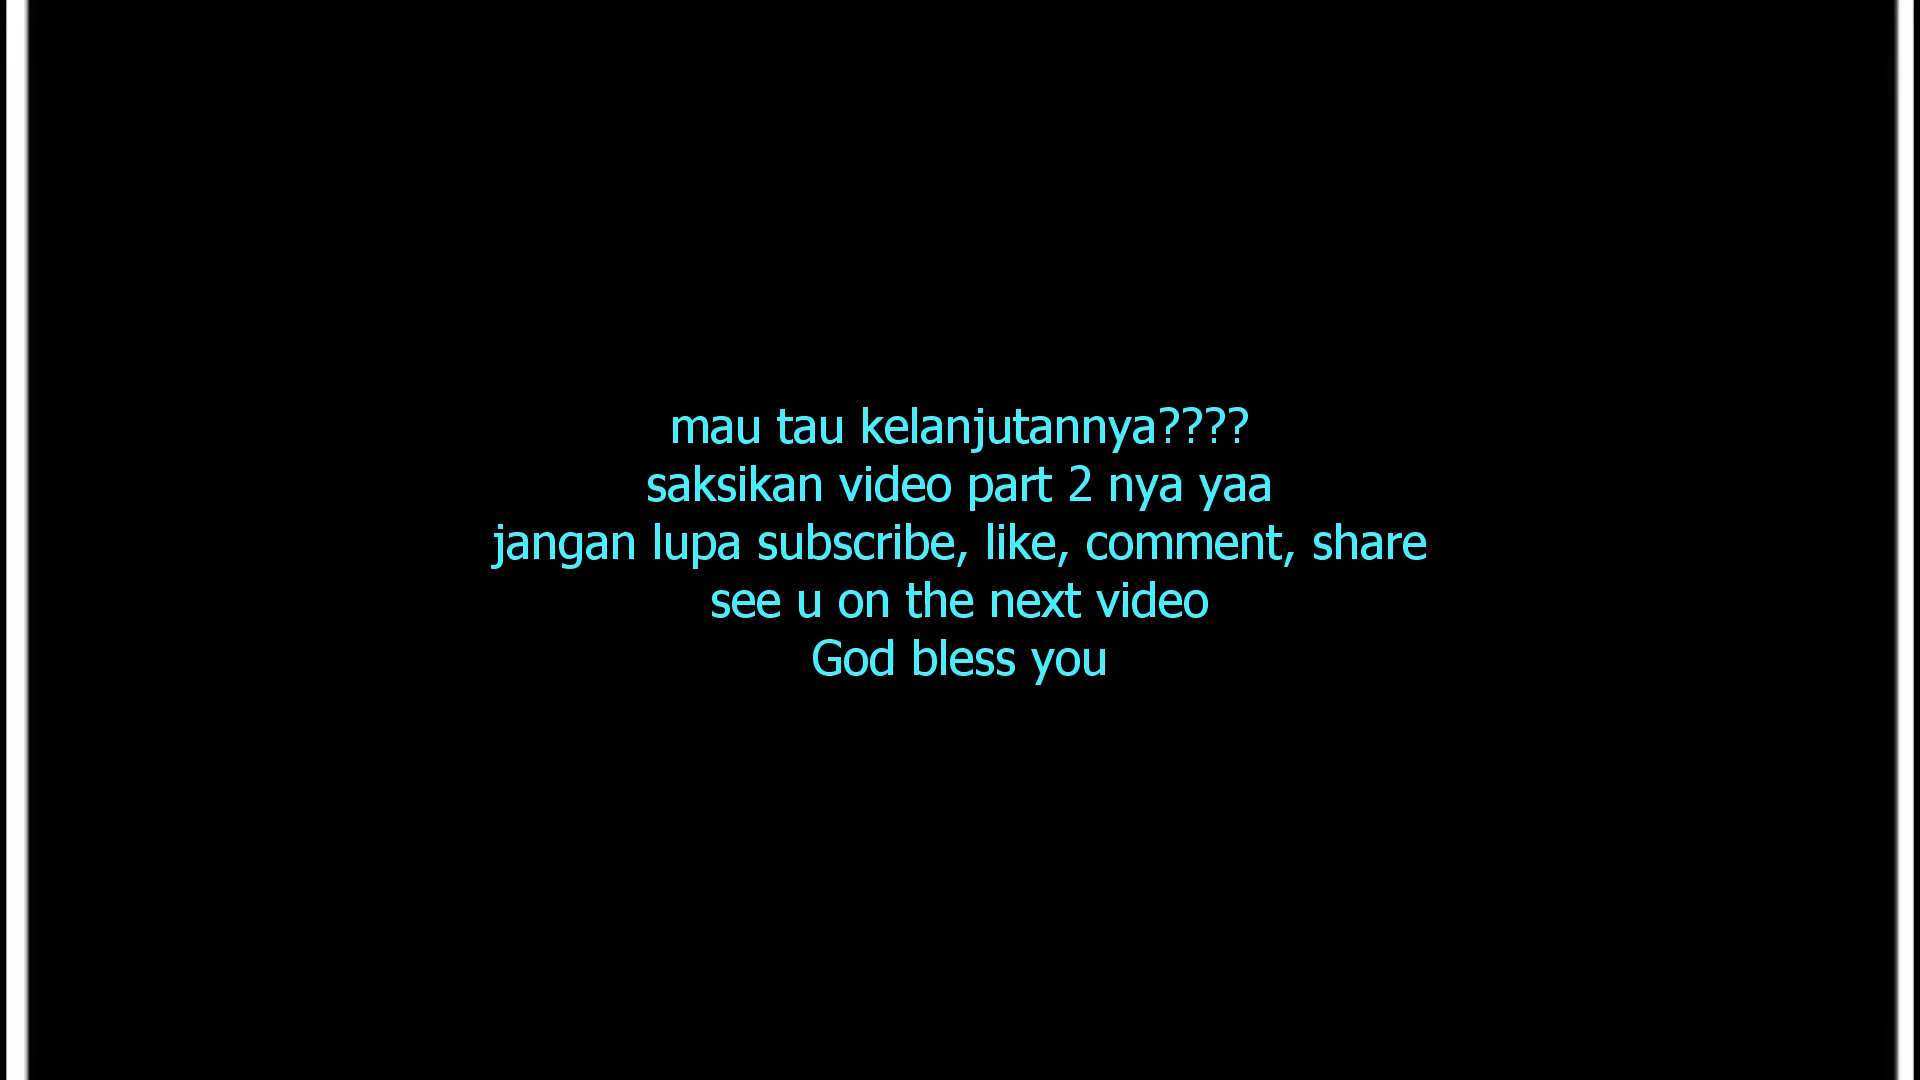 mau tau kelanjutannya????
saksikan video part 2 nya yaa
jangan lupa subscribe, like, comment, share
see u on the next video
God bless you